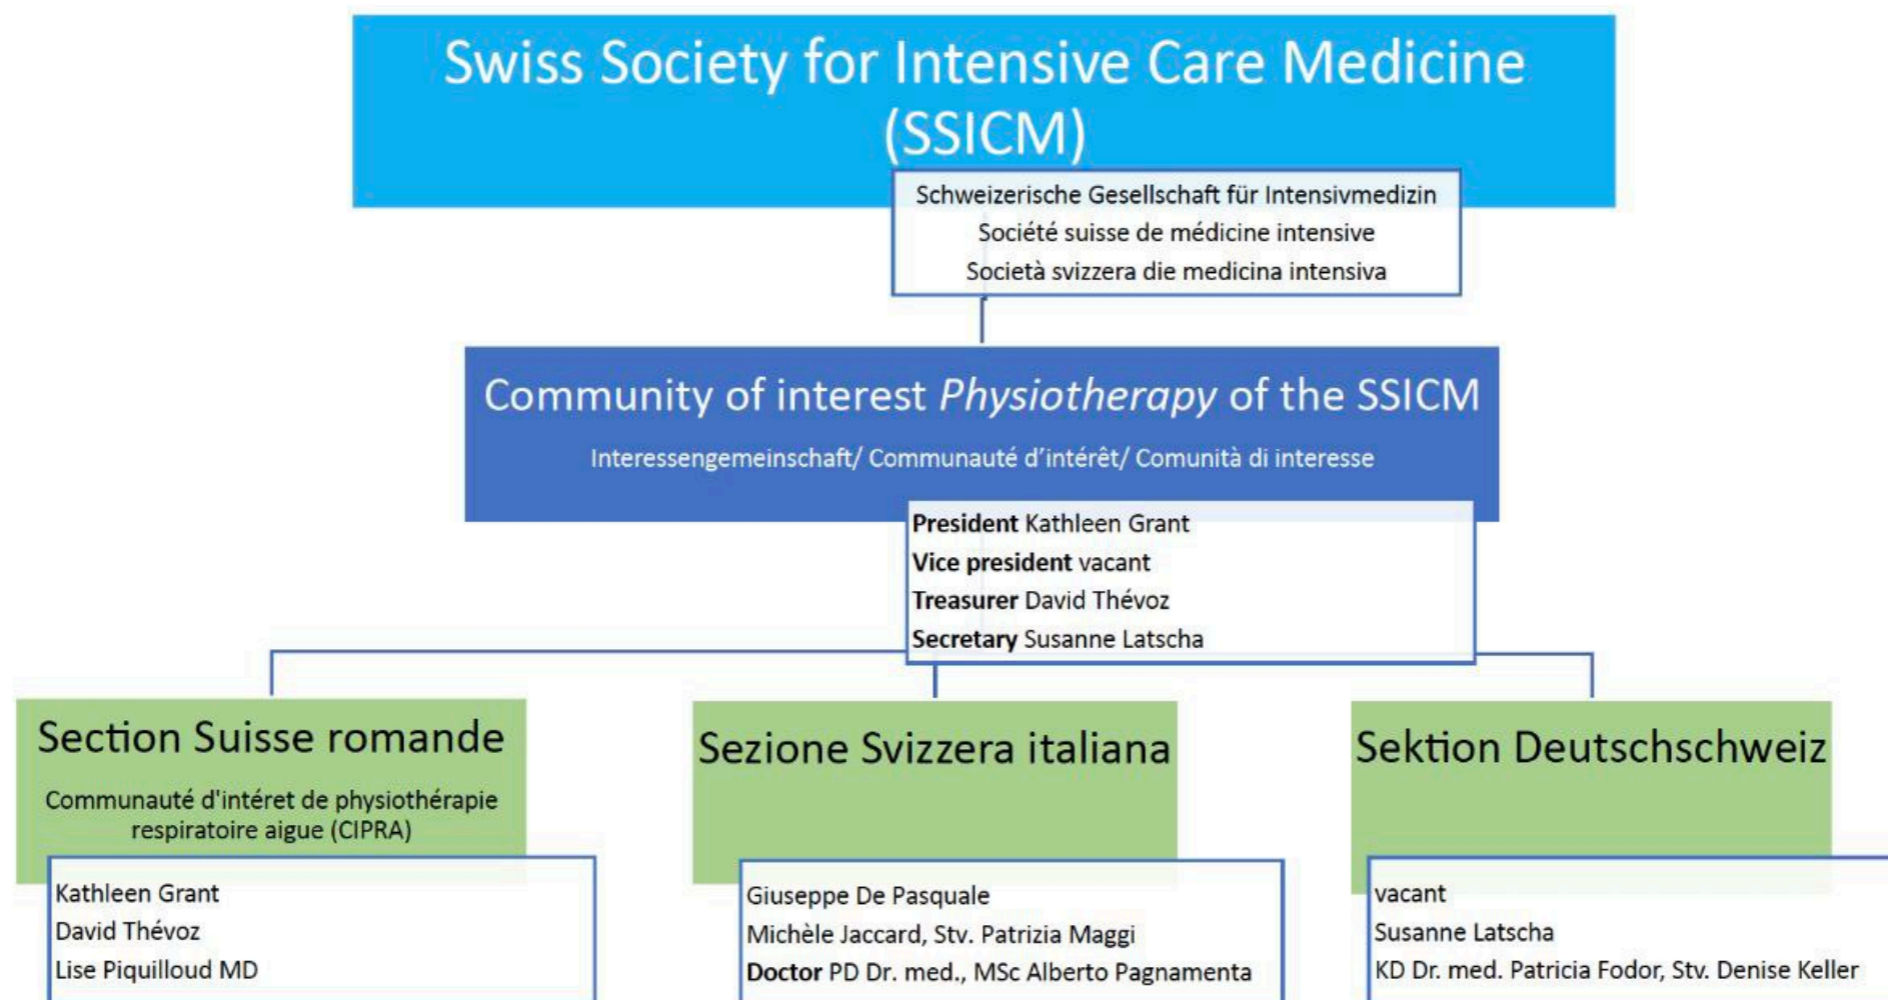 Swiss Society for Intensive Care Medicine
(SSICM)
Schweizerische Gesellschaft für Intensivmedizin
Société suisse de médicine intensive
Società svizzera die medicina intensiva
Community of interest Physiotherapy of the SSICM
Interessengemeinschaft/ Communauté d'intérêt/ Comunità di interesse
President Kathleen Grant
Vice president vacant
Treasurer David Thévoz
Secretary Susanne Latscha
Section Suisse romande
Communauté d'intéret de physiothérapie
respiratoire aigue (CIPRA)
Kathleen Grant
David Thévoz
Lise Piquilloud MD
Sezione Svizzera italiana
Giuseppe De Pasquale
Michèle Jaccard, Stv. Patrizia Maggi
Doctor PD Dr. med., MSc Alberto Pagnamenta
Sektion Deutschschweiz
vacant
Susanne Latscha
KD Dr. med. Patricia Fodor, Stv. Denise Keller